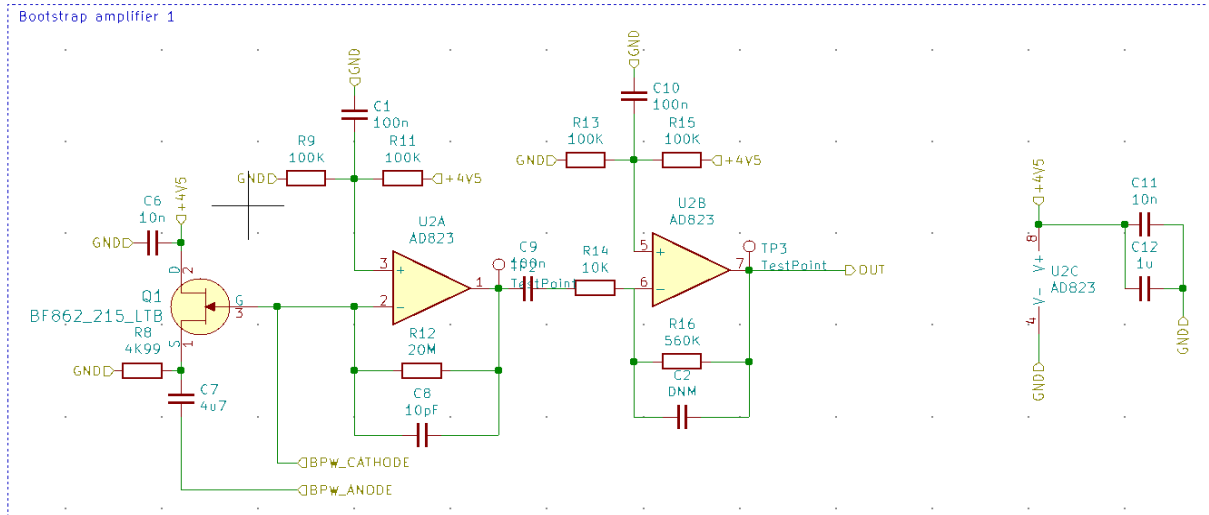 Bootstrap amplifier 1
GND
C1
100n
R9
100K
R11
100K
GND
+4V5
C6
10n
+4V5
GND
D
2
Q1
BF862_215_LTB
G
3
S
1
R8
4K99
GND
C7
4u7
U2A
AD823
3
+
2
−
1
TP2
TestPoint
R12
20M
C8
10pF
BPW_CATHODE
BPW_ANODE
GND
C10
100n
R13
100K
R15
100K
GND
+4V5
C9
100n
R14
10K
U2B
AD823
5
+
6
−
7
TP3
TestPoint
OUT
R16
560K
C2
DNM
+4V5
8
V+
V-
4
U2C
AD823
GND
C11
10n
C12
1u
GND